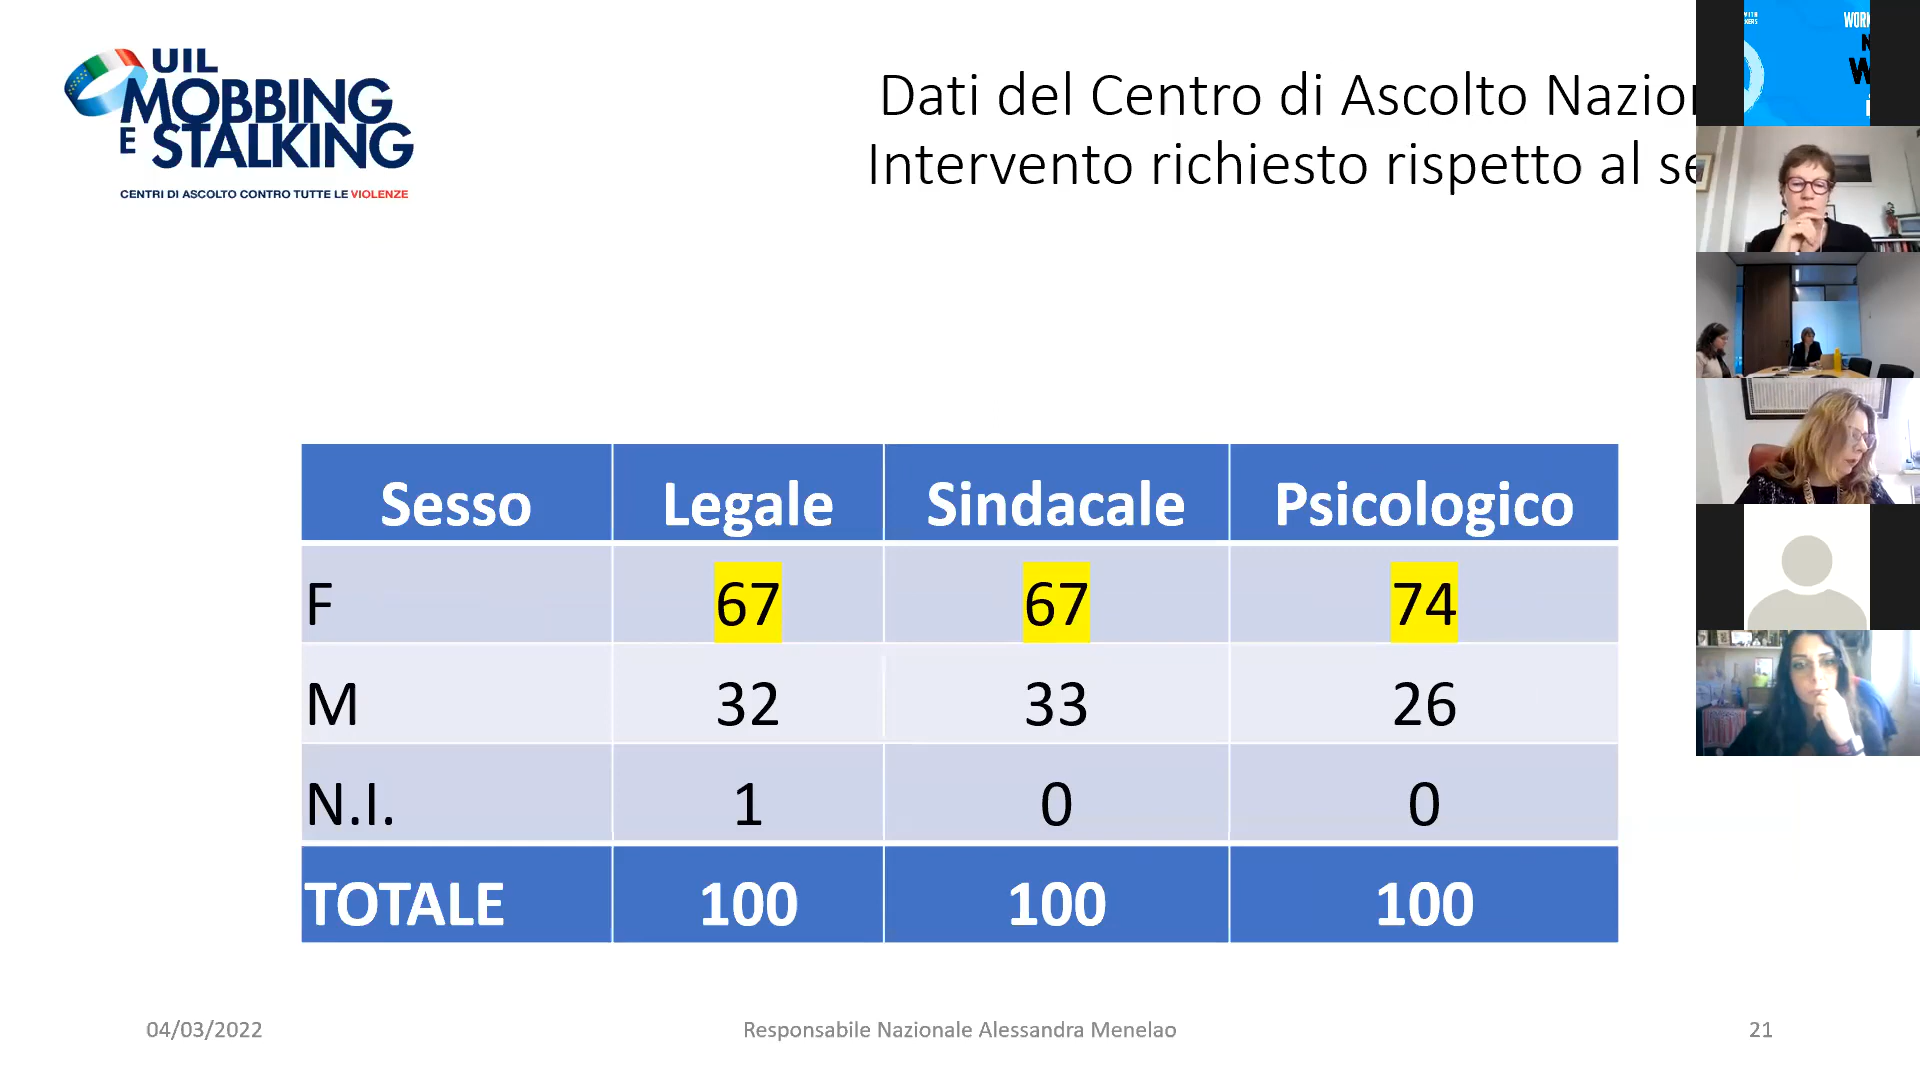 UIL
MOBBING
E STALKING
CENTRI DI ASCOLTO CONTRO TUTTE LE VIOLENZE
Dati del Centro di Ascolto
Intervento richiesto rispetto al
Sesso Legale Sindacale Psicologico
F 67 67 74
M 32 33 26
N.I. 1 0 0
TOTALE 100 100 100
04/03/2022 Responsabile Nazionale Alessandra Menelao 21